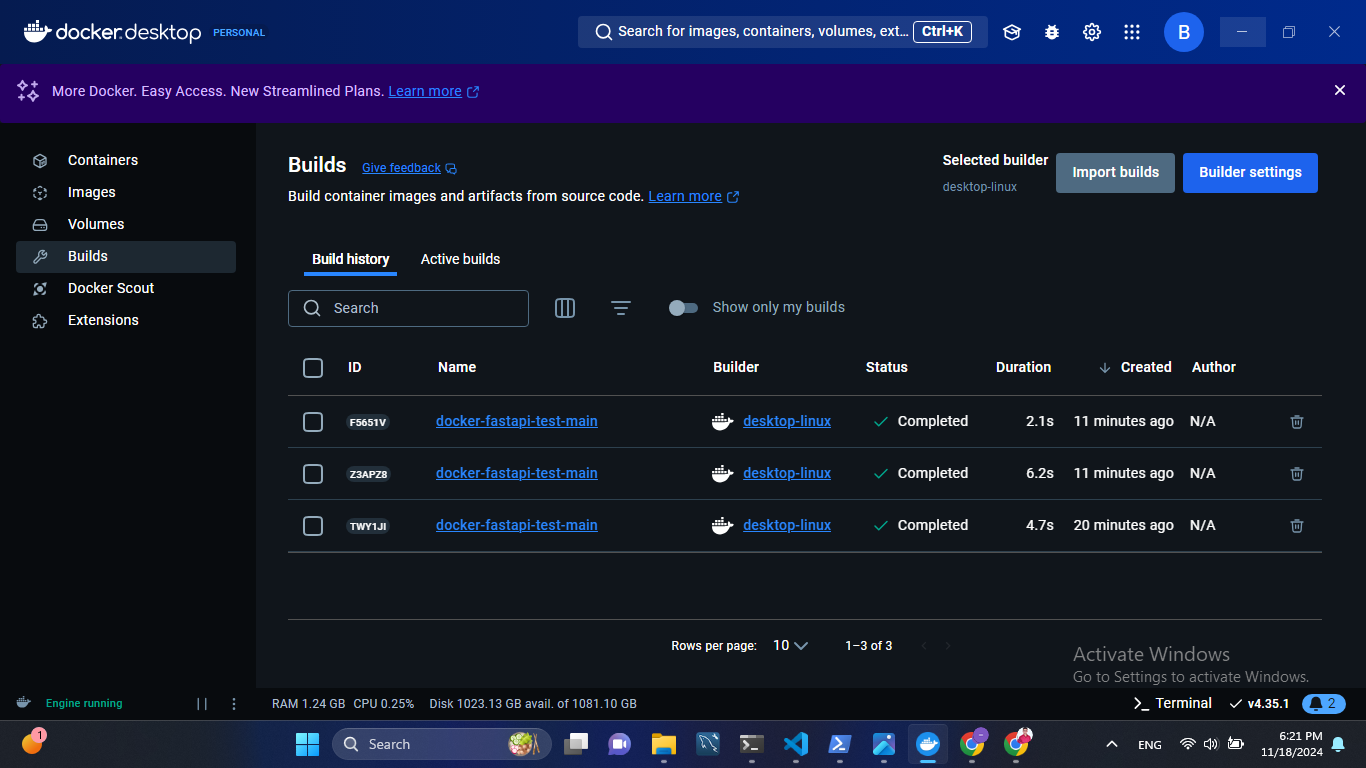 docker.desktop PERSONAL
Search for images, containers, volumes, ext... Ctrl+K
B
More Docker. Easy Access. New Streamlined Plans. Learn more
Containers
Images
Volumes
Builds
Docker Scout
Extensions
Builds Give feedback
Build container images and artifacts from source code. Learn more
Selected builder
desktop-linux
Import builds
Builder settings
Build history Active builds
Search
Show only my builds
ID Name Builder Status Duration Created Author
F5651V docker-fastapi-test-main desktop-linux Completed 2.1s 11 minutes ago N/A
Z3APZ8 docker-fastapi-test-main desktop-linux Completed 6.2s 11 minutes ago N/A
TWY1JI docker-fastapi-test-main desktop-linux Completed 4.7s 20 minutes ago N/A
Rows per page: 10 1–3 of 3
Activate Windows
Go to Settings to activate Windows.
Engine running
RAM 1.24 GB CPU 0.25% Disk 1023.13 GB avail. of 1081.10 GB
Terminal v4.35.1 2
1
Search
ENG
6:21 PM
11/18/2024